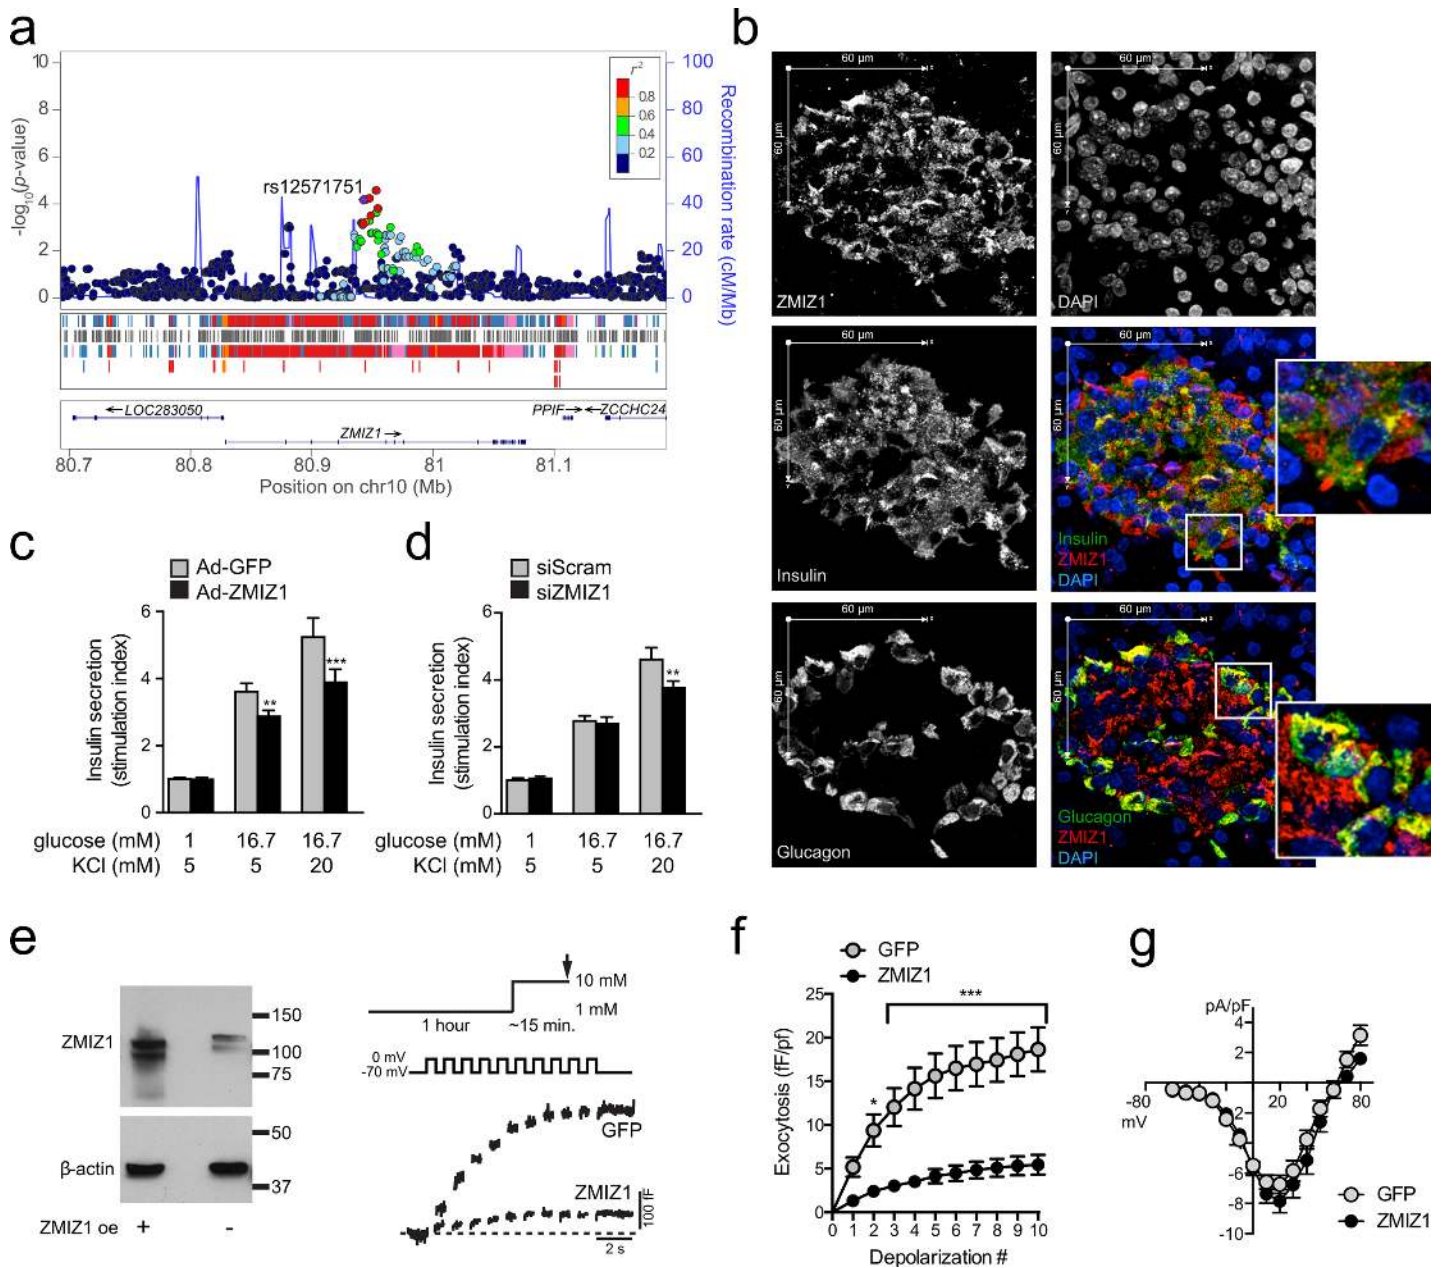 a
-log10(p-value)
10
8
6
4
2
0
100
80
60
40
20
0
Recombination rate (cM/Mb)
r²
0.8
0.6
0.4
0.2
rs12571751
LOC283050
ZMIZ1
PPIF
ZCCHC24
80.7 80.8 80.9 81 81.1
Position on chr10 (Mb)
b
60 µm
60 µm
ZMIZ1
60 µm
60 µm
DAPI
60 µm
60 µm
Insulin
60 µm
60 µm
Insulin
ZMIZ1
DAPI
60 µm
60 µm
Glucagon
60 µm
60 µm
Glucagon
ZMIZ1
DAPI
c
Ad-GFP
Ad-ZMIZ1
Insulin secretion
(stimulation index)
6
4
2
0
**
***
glucose (mM) 1 16.7 16.7
KCl (mM) 5 5 20
d
siScram
siZMIZ1
Insulin secretion
(stimulation index)
6
4
2
0
**
1 16.7 16.7
5 5 20
e
ZMIZ1
150
100
75
β-actin
50
37
ZMIZ1 oe + -
10 mM
1 mM
1 hour ~15 min.
0 mV
-70 mV
GFP
ZMIZ1
100 fF
2 s
f
GFP
ZMIZ1
Exocytosis (fF/pf)
25
20
15
10
5
0
*
***
0 1 2 3 4 5 6 7 8 9 10
Depolarization #
g
pA/pF
4
2
-80
mV
20
80
-2
-4
-6
-8
-10
GFP
ZMIZ1